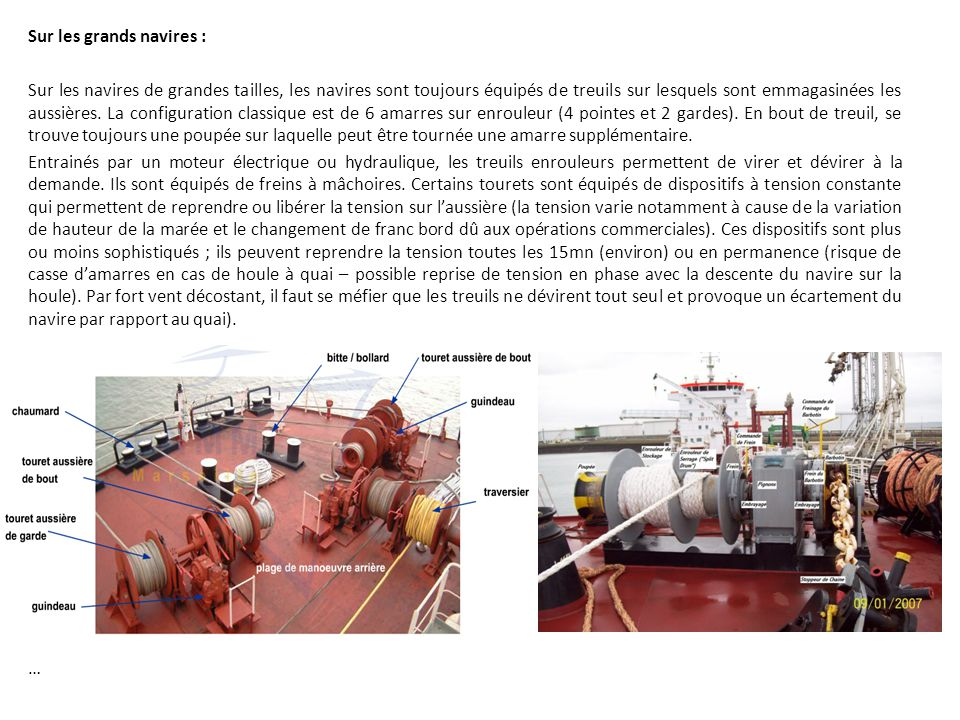 Sur les grands navires :
Sur les navires de grandes tailles, les navires sont toujours équipés de treuils sur lesquels sont emmagasinées les
aussières. La configuration classique est de 6 amarres sur enrouleur (4 pointes et 2 gardes). En bout de treuil, se
trouve toujours une poupée sur laquelle peut être tournée une amarre supplémentaire.
Entrainés par un moteur électrique ou hydraulique, les treuils enrouleurs permettent de virer et dévirer à la
demande. Ils sont équipés de freins à mâchoires. Certains tourets sont équipés de dispositifs à tension constante
qui permettent de reprendre ou libérer la tension sur l’aussière (la tension varie notamment à cause de la variation
de hauteur de la marée et le changement de franc bord dû aux opérations commerciales). Ces dispositifs sont plus
ou moins sophistiqués ; ils peuvent reprendre la tension toutes les 15mn (environ) ou en permanence (risque de
casse d’amarres en cas de houle à quai – possible reprise de tension en phase avec la descente du navire sur la
houle). Par fort vent décostant, il faut se méfier que les treuils ne dévirent tout seul et provoque un écartement du
navire par rapport au quai).
bitte / bollard
touret aussière de bout
guindeau
chaumard
touret aussière
de bout
traversier
touret aussière
de garde
plage de manoeuvre arrière
guindeau
Commande de
Freinage du
Barbotin
Commande
de Frein
Enrouleur de
Stockage
Enrouleur de
Serrage ("Split
Drum")
Poupée
Frein
Pignons
Barbotin
Frein du
Barbotin
Embrayage
Embrayage
Stoppeur de Chaine
09/01/2007
...